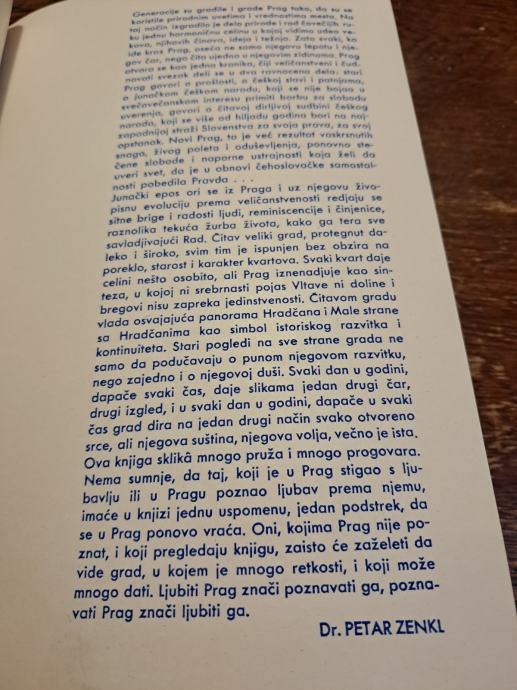 Generacije su gradile i grade Prag tako, da su se
koristile prirodnim uvetima i vrednostima mesta. Na
taj način izgradilo je delo prirode i rad čovečjih ru-
ku jednu harmoničnu celinu u kojoj vidimo udeo ve-
kova, njihovih činova, ideja i težnja. Zato svaki, ko
ide kroz Prag, oseća ne samo njegovu lepotu i nje-
gov čar, nego čita ujedno u njegovim zidinama. Prag
otvara se kao jedna kronika, čiji veličanstveni i čud-
novati svezak deli se u dva ravnocena dela: stari
Prag govori o prošlosti, o češkoj slavi i patnjama,
o junačkom češkom narodu, koji se nije bojao u
svečovečanskom interesu primiti borbu za slobodu
uverenja, govori o čitavoj dirljivoj sudbini češkog
naroda, koji se više od hiljadu godina bori na naj-
zapadnijoj straži Slavenstva za svoja prava, za svoj
opstanak. Novi Prag, to je već rezultat vaskrsnutih
snaga, živog poleta i oduševljenja, ponovno ste-
čene slobode i naporne ustrajnosti koja želi da
uveri svet, da je u obnovi čehoslovačke samostal-
nosti pobedila Pravda . . .
Junački epos ori se iz Praga i uz njegovu živo-
pisnu evoluciju prema veličanstvenosti redjaju se
sitne brige i radosti ljudi, reminiscencije i činjenice,
raznolika tekuća žurba života, kako ga tera sve
savladjivajući Rad. Čitav veliki grad, protegnut da-
leko i široko, svim tim je ispunjen bez obzira na
poreklo, starost i karakter kvartova. Svaki kvart daje
celini nešto osobito, ali Prag iznenadjuje kao sin-
teza, u kojoj ni srebrnasti pojas Vltave ni doline i
bregovi nisu zapreka jedinstvenosti. Čitavom gradu
vlada osvajajuća panorama Hradčana i Male strane
sa Hradčanima kao simbol istoriskog razvitka i
kontinuiteta. Stari pogledi na sve strane grada ne
samo da podučavaju o punom njegovom razvitku,
nego zajedno i o njegovoj duši. Svaki dan u godini,
dapače svaki čas, daje slikama jedan drugi čar,
drugi izgled, i u svaki dan u godini, dapače u svaki
čas grad dira na jedan drugi način svako otvoreno
srce, ali njegova suština, njegova volja, večno je ista.
Ova knjiga sklikâ mnogo pruža i mnogo progovara.
Nema sumnje, da taj, koji je u Prag stigao s lju-
bavlju ili u Pragu poznao ljubav prema njemu,
imaće u knjizi jednu uspomenu, jedan podstrek, da
se u Prag ponovo vraća. Oni, kojima Prag nije po-
znat, i koji pregledaju knjigu, zaisto će zaželeti da
vide grad, u kojem je mnogo retkosti, i koji može
mnogo dati. Ljubiti Prag znači poznavati ga, pozna-
vati Prag znači ljubiti ga.
Dr. PETAR ZENKL